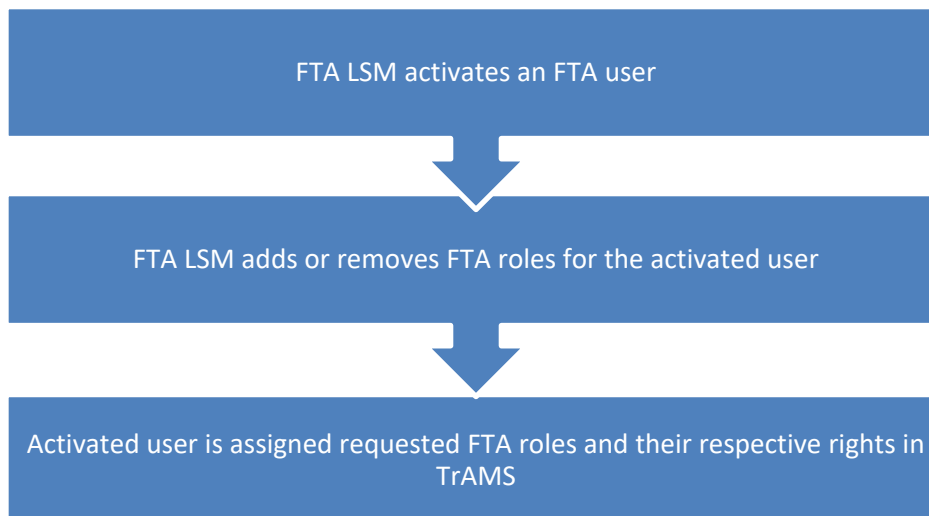 FTA LSM activates an FTA user
FTA LSM adds or removes FTA roles for the activated user
Activated user is assigned requested FTA roles and their respective rights in
TrAMS